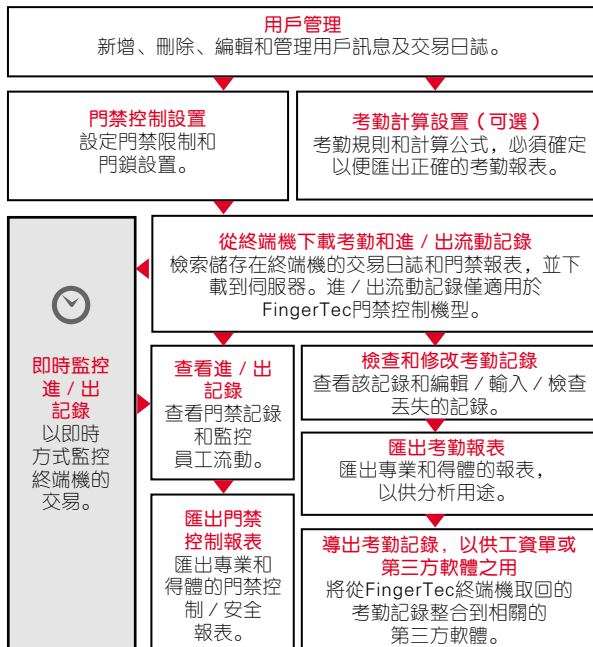 用戶管理
新增、刪除、編輯和管理用戶訊息及交易日誌。
門禁控制設置
設定門禁限制和
門鎖設置。
考勤計算設置（可選）
考勤規則和計算公式，必須確定
以便匯出正確的考勤報表。
從終端機下載考勤和進 / 出流動記錄
檢索儲存在終端機的交易日誌和門禁報表，並下
載到伺服器。進 / 出流動記錄僅適用於
FingerTec門禁控制機型。
即時監控
進 / 出
記錄
以即時
方式監控
終端機的
交易。
查看進 / 出
記錄
查看門禁記錄
和監控
員工流動。
匯出門禁
控制報表
匯出專業和
得體的門禁控
制 / 安全
報表。
檢查和修改考勤記錄
查看該記錄和編輯 / 輸入 / 檢查
丟失的記錄。
匯出考勤報表
匯出專業和得體的報表，
以供分析用途。
導出考勤記錄，以供工資單或
第三方軟體之用
將從FingerTec終端機取回的
考勤記錄整合到相關的
第三方軟體。